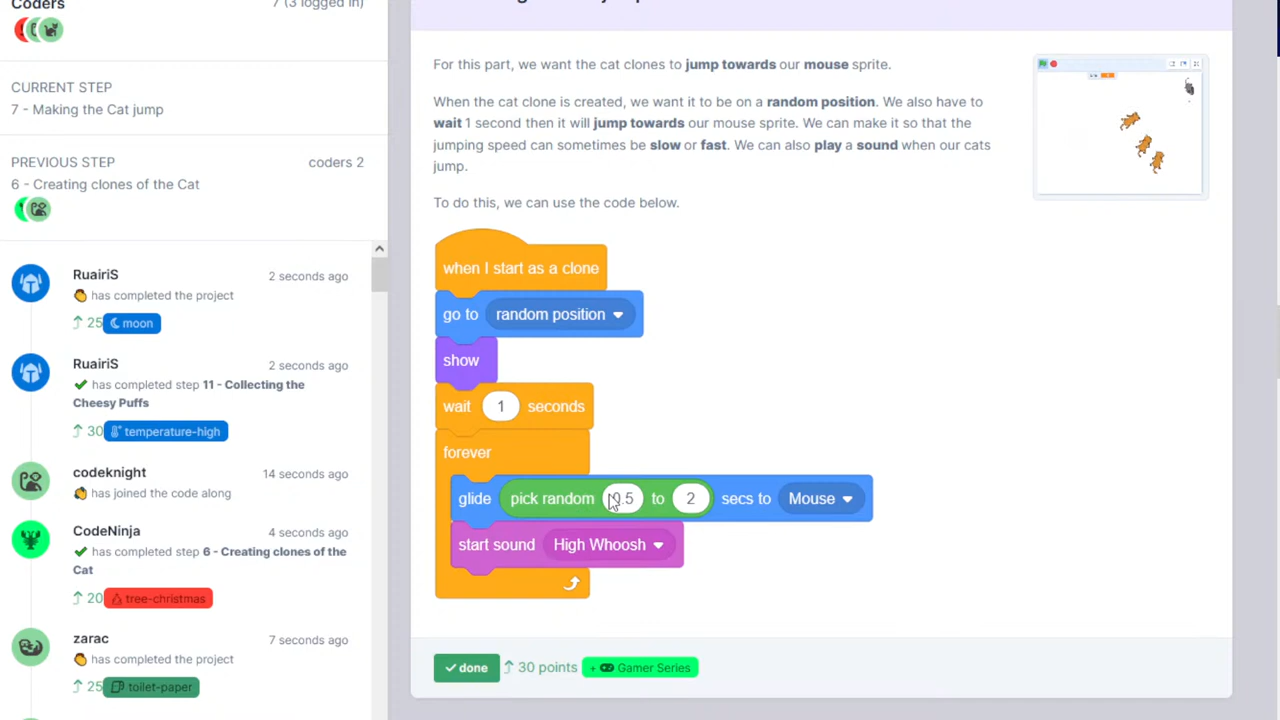 Coders
7 (3 logged in)
CURRENT STEP
7 - Making the Cat jump
PREVIOUS STEP
coders 2
6 - Creating clones of the Cat
RuairiS
2 seconds ago
has completed the project
25
moon
RuairiS
2 seconds ago
has completed step 11 - Collecting the
Cheesy Puffs
30
temperature-high
codeknight
14 seconds ago
has joined the code along
CodeNinja
4 seconds ago
has completed step 6 - Creating clones of the
Cat
20
tree-christmas
zarac
7 seconds ago
has completed the project
25
toilet-paper
For this part, we want the cat clones to jump towards our mouse sprite.
When the cat clone is created, we want it to be on a random position. We also have to
wait 1 second then it will jump towards our mouse sprite. We can make it so that the
jumping speed can sometimes be slow or fast. We can also play a sound when our cats
jump.
To do this, we can use the code below.
when I start as a clone
go to random position
show
wait 1 seconds
forever
glide pick random 0.5 to 2 secs to Mouse
start sound High Whoosh
done
30 points
+ Gamer Series